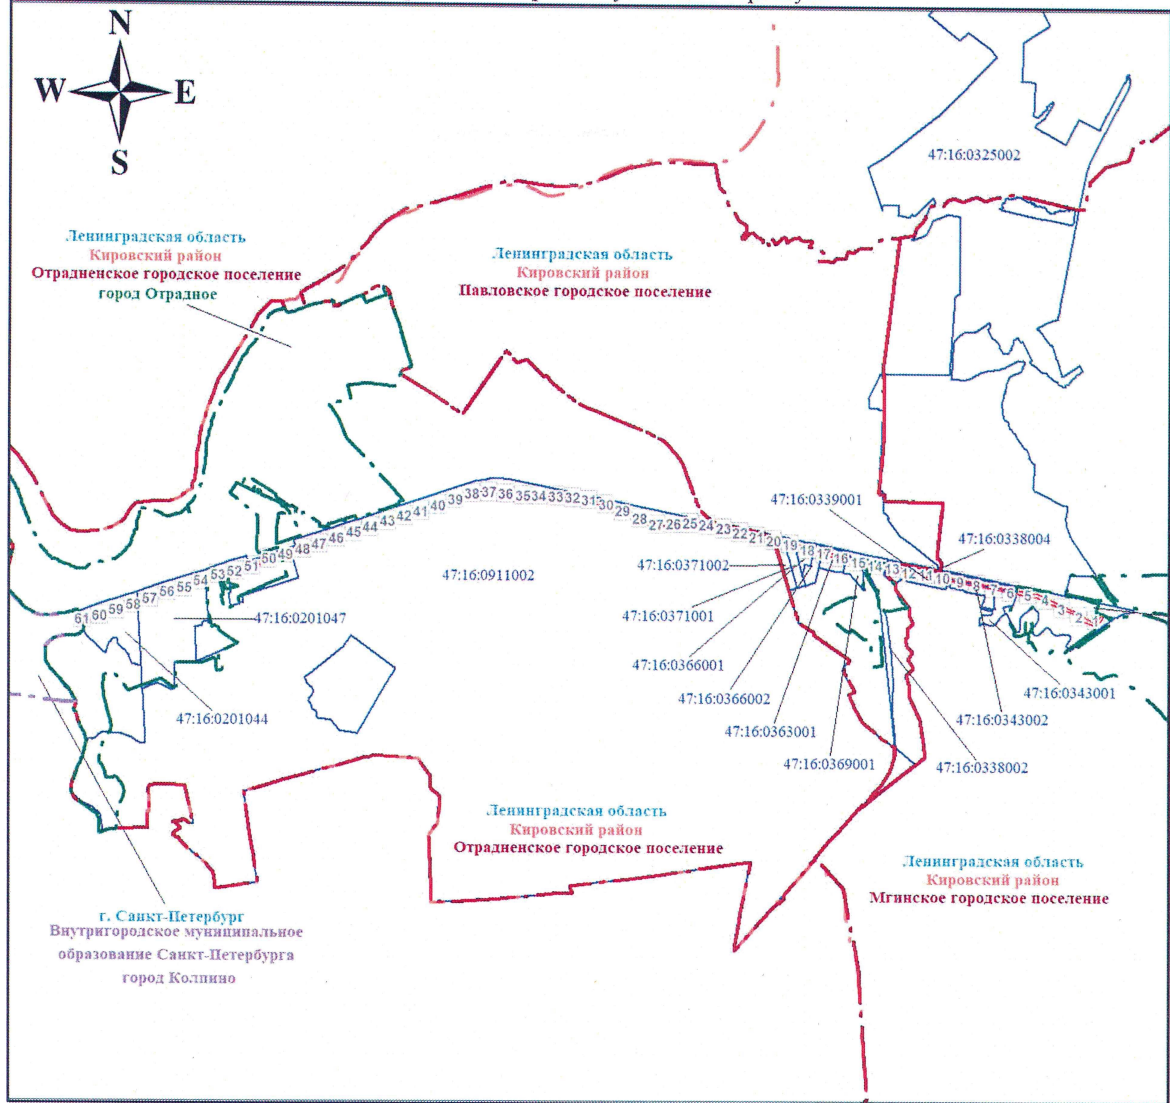 N
W E
S
47:16:0325002
Ленинградская область
Кировский район
Отрадненское городское поселение
город Отрадное
Ленинградская область
Кировский район
Павловское городское поселение
47:16:0339001
47:16:0338004
61 60 59 58 57 56 55 54 53 52 51 50 49 48 47 46 45 44 43 42 41 40 39 38 37 36 35 34 33 32 31 30 29 28 27 26 25 24 23 22 21 20 19 18 17 16 15 14 13 12 11 10 9 8 7 6 5 4 3 2 1
47:16:0371002
47:16:0911002
47:16:0371001
47:16:0201047
47:16:0366001
47:16:0366002
47:16:0343001
47:16:0201044
47:16:0343002
47:16:0363001
47:16:0369001
47:16:0338002
Ленинградская область
Кировский район
Отрадненское городское поселение
Ленинградская область
Кировский район
Мгинское городское поселение
г. Санкт-Петербург
Внутригородское муниципальное
образование Санкт-Петербурга
город Колпино